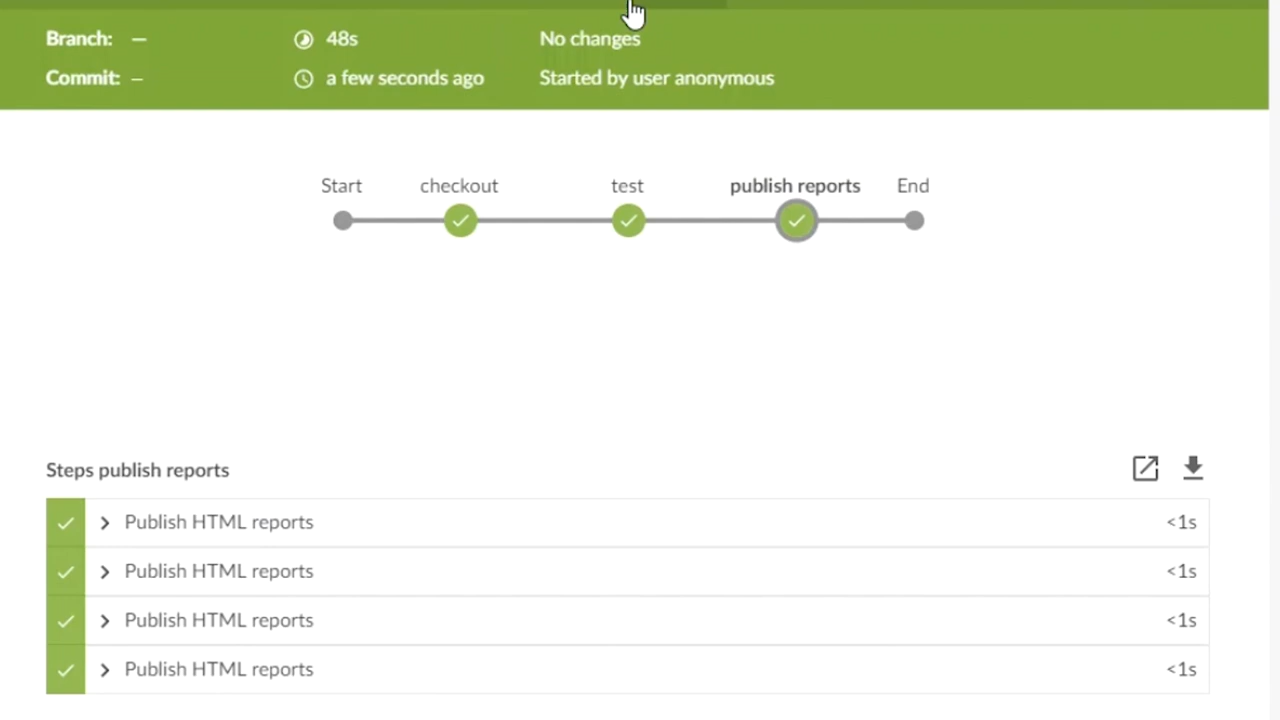 Branch: — 48s No changes
Commit: – a few seconds ago Started by user anonymous
Start checkout test publish reports End
Steps publish reports
Publish HTML reports <1s
Publish HTML reports <1s
Publish HTML reports <1s
Publish HTML reports <1s